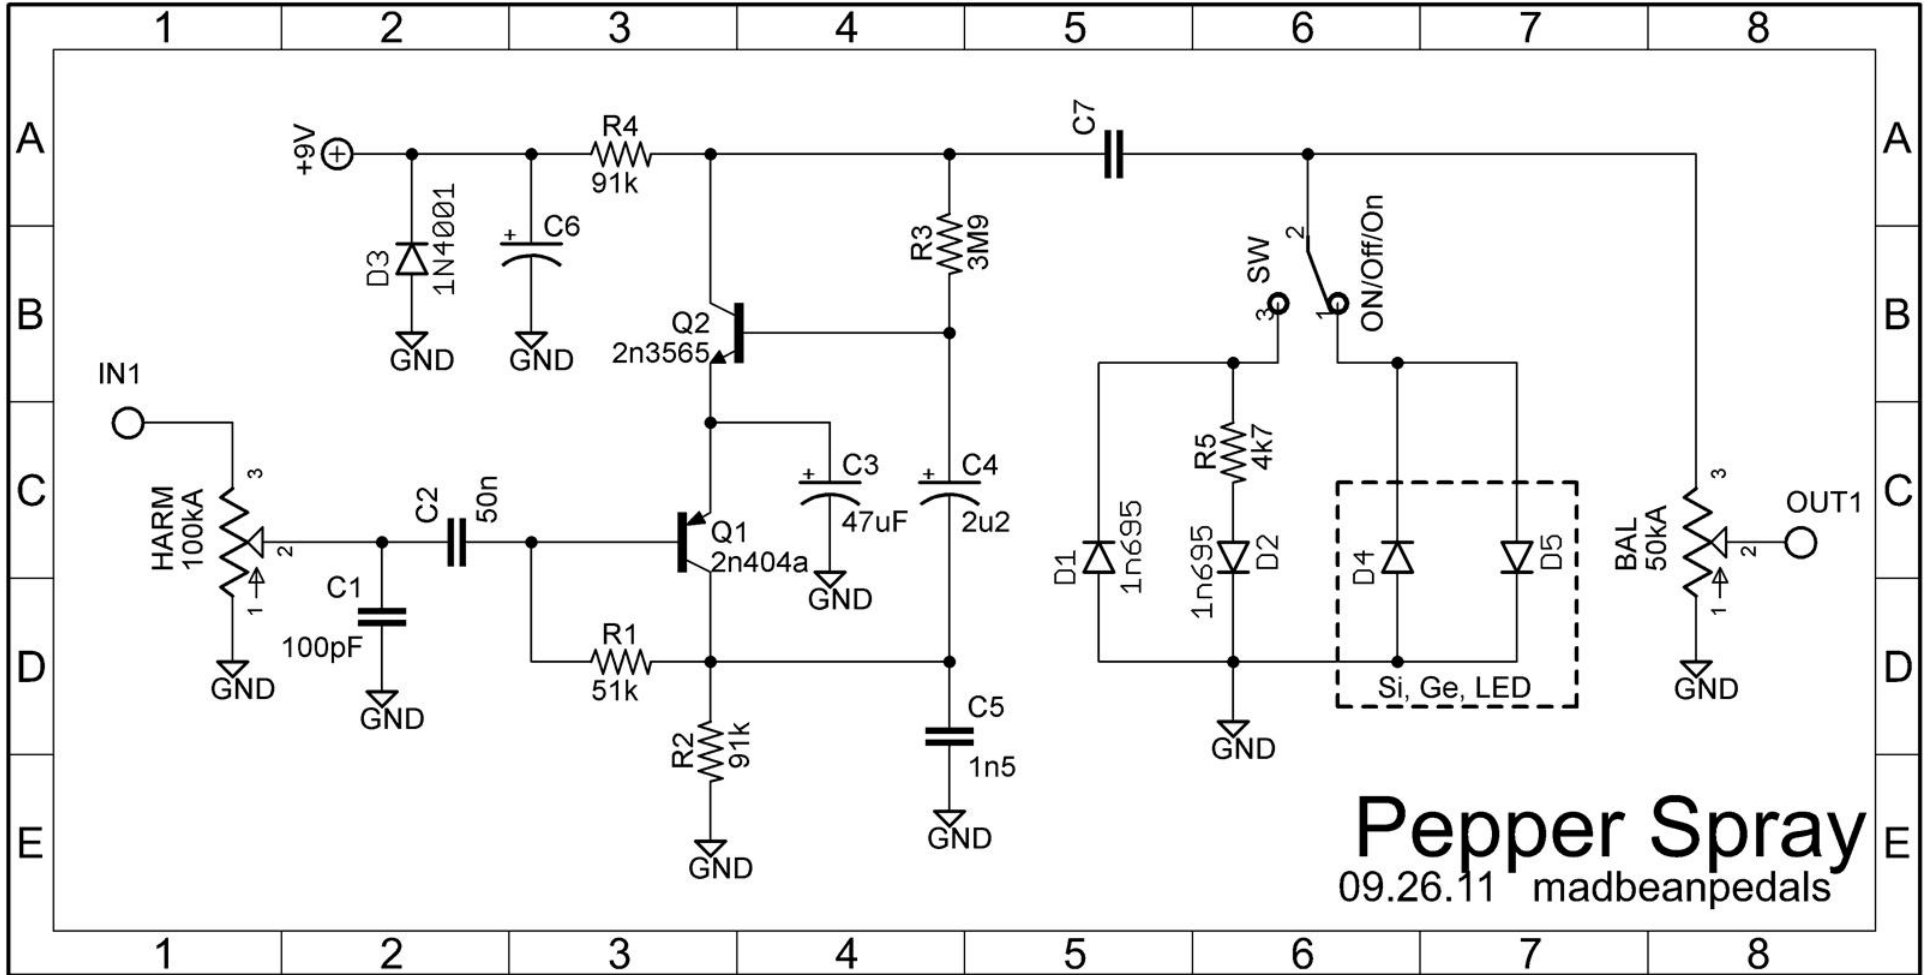 1 2 3 4 5 6 7 8
A A
B B
C C
D D
E E
+9V
D3
1N4001
GND
C6
+
GND
R4
91k
C7
R3
3M9
Q2
2n3565
SW
2
3
1
ON/Off/On
IN1
HARM
100kA
3
2
1
GND
C1
100pF
GND
C2
50n
Q1
2n404a
C3
+
47uF
GND
C4
+
2u2
R1
51k
R2
91k
GND
C5
1n5
GND
D1
1n695
R5
4k7
1n695
D2
GND
D4
D5
Si, Ge, LED
BAL
50kA
3
2
1
GND
OUT1
Pepper Spray
09.26.11 madbeanpedals
1 2 3 4 5 6 7 8